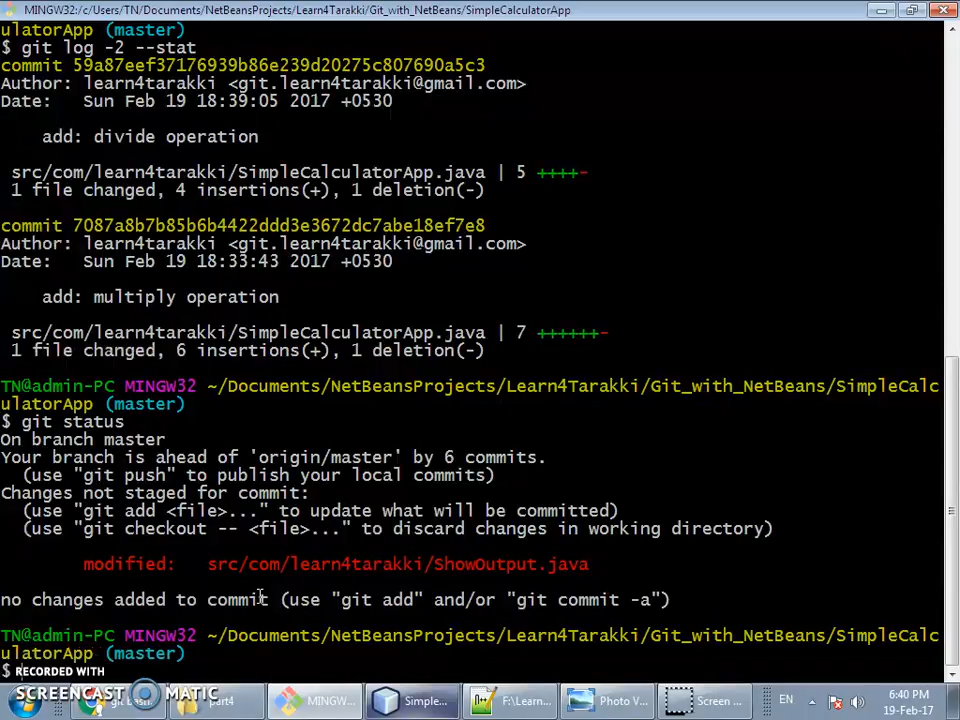 MINGW32:/c/Users/TN/Documents/NetBeansProjects/Learn4Tarakki/Git_with_NetBeans/SimpleCalculatorApp
ulatorApp (master)
$ git log -2 --stat
commit 59a87eef37176939b86e239d20275c807690a5c3
Author: learn4tarakki <git.learn4tarakki@gmail.com>
Date:   Sun Feb 19 18:39:05 2017 +0530
add: divide operation
src/com/learn4tarakki/SimpleCalculatorApp.java | 5 ++++-
1 file changed, 4 insertions(+), 1 deletion(-)
commit 7087a8b7b85b6b4422ddd3e3672dc7abe18ef7e8
Author: learn4tarakki <git.learn4tarakki@gmail.com>
Date:   Sun Feb 19 18:33:43 2017 +0530
add: multiply operation
src/com/learn4tarakki/SimpleCalculatorApp.java | 7 ++++++-
1 file changed, 6 insertions(+), 1 deletion(-)
TN@admin-PC MINGW32 ~/Documents/NetBeansProjects/Learn4Tarakki/Git_with_NetBeans/SimpleCalc
ulatorApp (master)
$ git status
On branch master
Your branch is ahead of 'origin/master' by 6 commits.
(use "git push" to publish your local commits)
Changes not staged for commit:
(use "git add <file>..." to update what will be committed)
(use "git checkout -- <file>..." to discard changes in working directory)
modified:   src/com/learn4tarakki/ShowOutput.java
no changes added to commit (use "git add" and/or "git commit -a")
TN@admin-PC MINGW32 ~/Documents/NetBeansProjects/Learn4Tarakki/Git_with_NetBeans/SimpleCalc
ulatorApp (master)
$
RECORDED WITH
SCREENCAST MATIC
git Bash
part4
MINGW...
Simple...
F:\Learn...
Photo V...
Screen ...
EN
6:40 PM
19-Feb-17